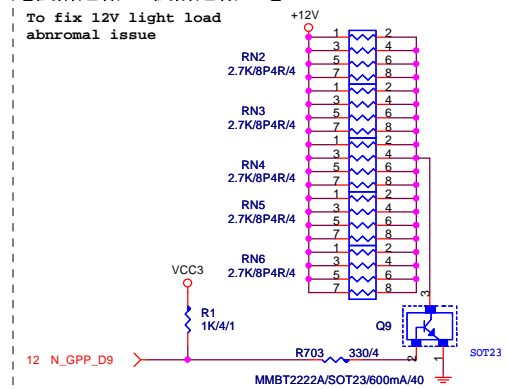 To fix 12V light load
abnromal issue
+12V
RN2
2.7K/8P4R/4
1 2
3 4
5 6
7 8
RN3
2.7K/8P4R/4
1 2
3 4
5 6
7 8
RN4
2.7K/8P4R/4
1 2
3 4
5 6
7 8
RN5
2.7K/8P4R/4
1 2
3 4
5 6
7 8
RN6
2.7K/8P4R/4
1 2
3 4
5 6
7 8
VCC3
R1
1K/4/1
3
Q9
SOT23
12 N_GPP_D9
R703 330/4
2 1
MMBT2222A/SOT23/600mA/40